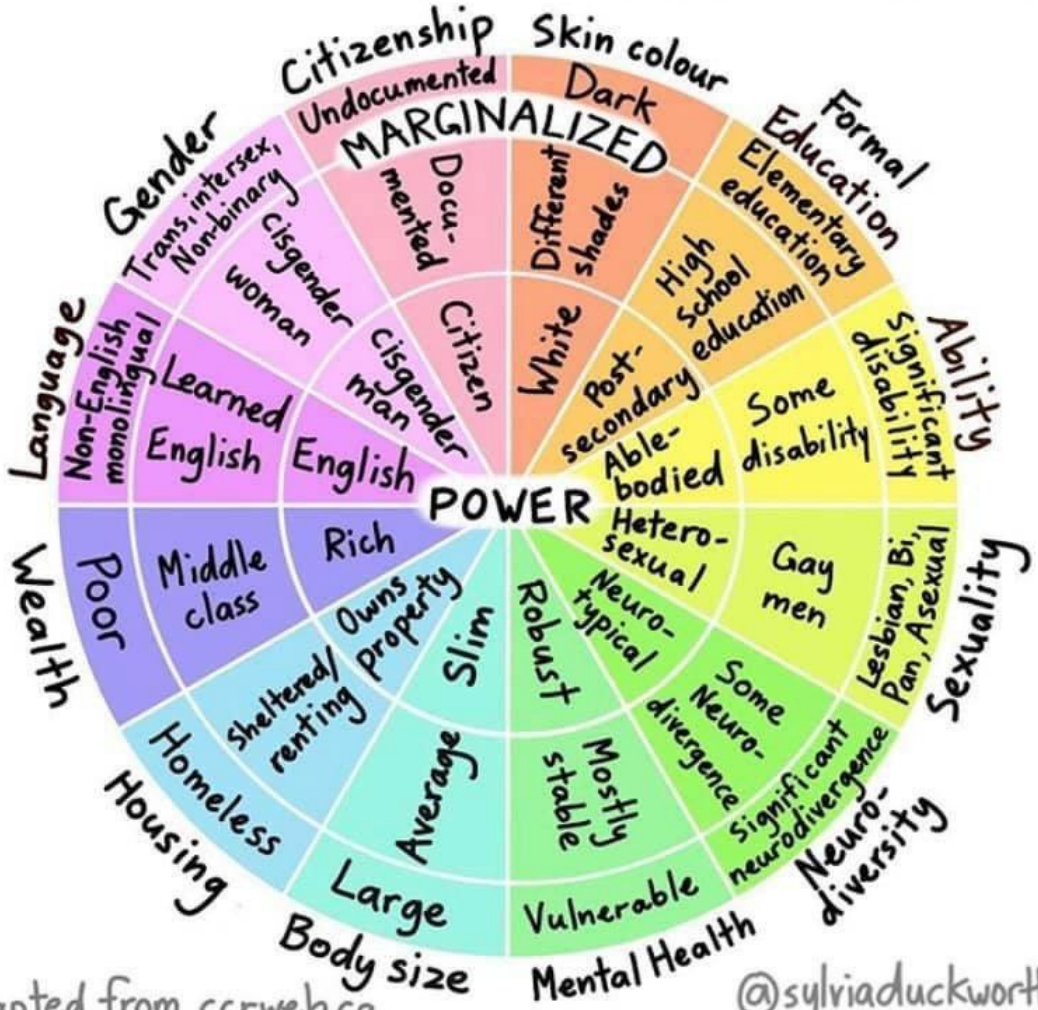 Citizenship
Undocumented
Docu-
mented
Citizen
Skin colour
Dark
Different
shades
White
Formal
Education
Elementary
education
High
school
education
Post-
secondary
Ability
Significant
disability
Some
disability
Able-
bodied
Sexuality
Lesbian, Bi,
Pan, Asexual
Gay
men
Hetero-
sexual
Neuro-
diversity
Significant
neurodivergence
Some
Neuro-
divergence
Neuro-
typical
Mental Health
Vulnerable
Mostly
stable
Robust
Body size
Large
Average
Slim
Housing
Homeless
Sheltered/
renting
Owns
property
Wealth
Poor
Middle
class
Rich
Language
Non-English
monolingual
Learned
English
English
Gender
Trans, intersex,
Non-binary
cisgender
woman
cisgender
man
MARGINALIZED
POWER
from ccrweb.ca
@sylviaduckworth